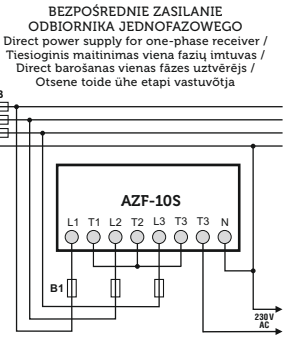 BEZPOŚREDNIE ZASILANIE
ODBIORNIKA JEDNOFAZOWEGO
Direct power supply for one-phase receiver /
Tiesioginis maitinimas viena fazių imtuvas /
Direct barošanas vienas fāzes uztvērējs /
Otsene toide ühe etapi vastuvõtja
B
AZF-10S
L1 T1 L2 T2 L3 T3 T3 N
B1
230V
AC